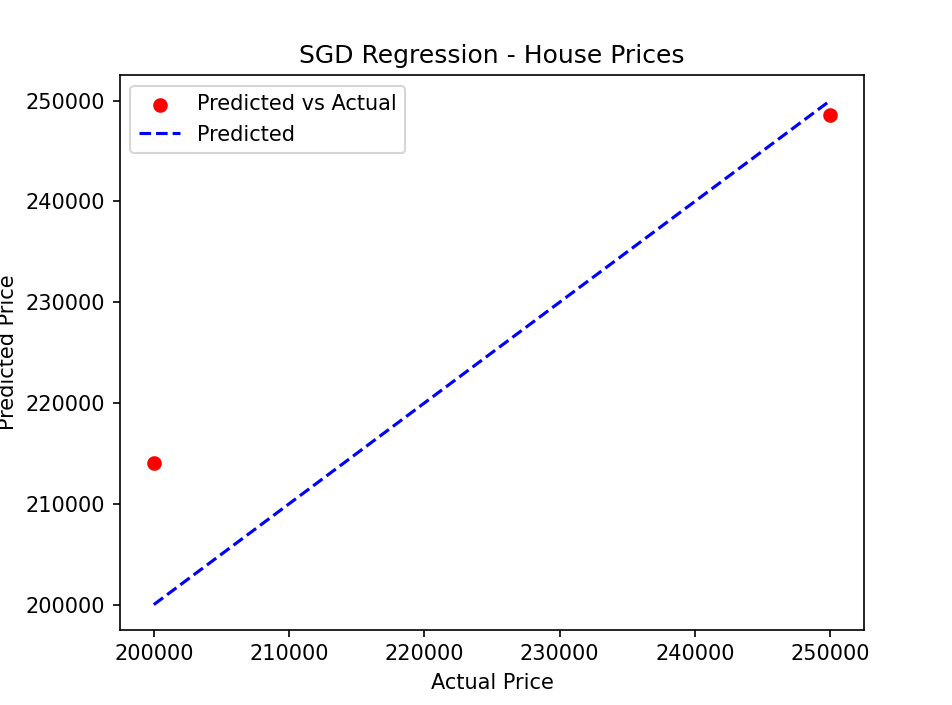 SGD Regression - House Prices
Predicted vs Actual
Predicted
250000
240000
230000
220000
210000
200000
Predicted Price
200000 210000 220000 230000 240000 250000
Actual Price